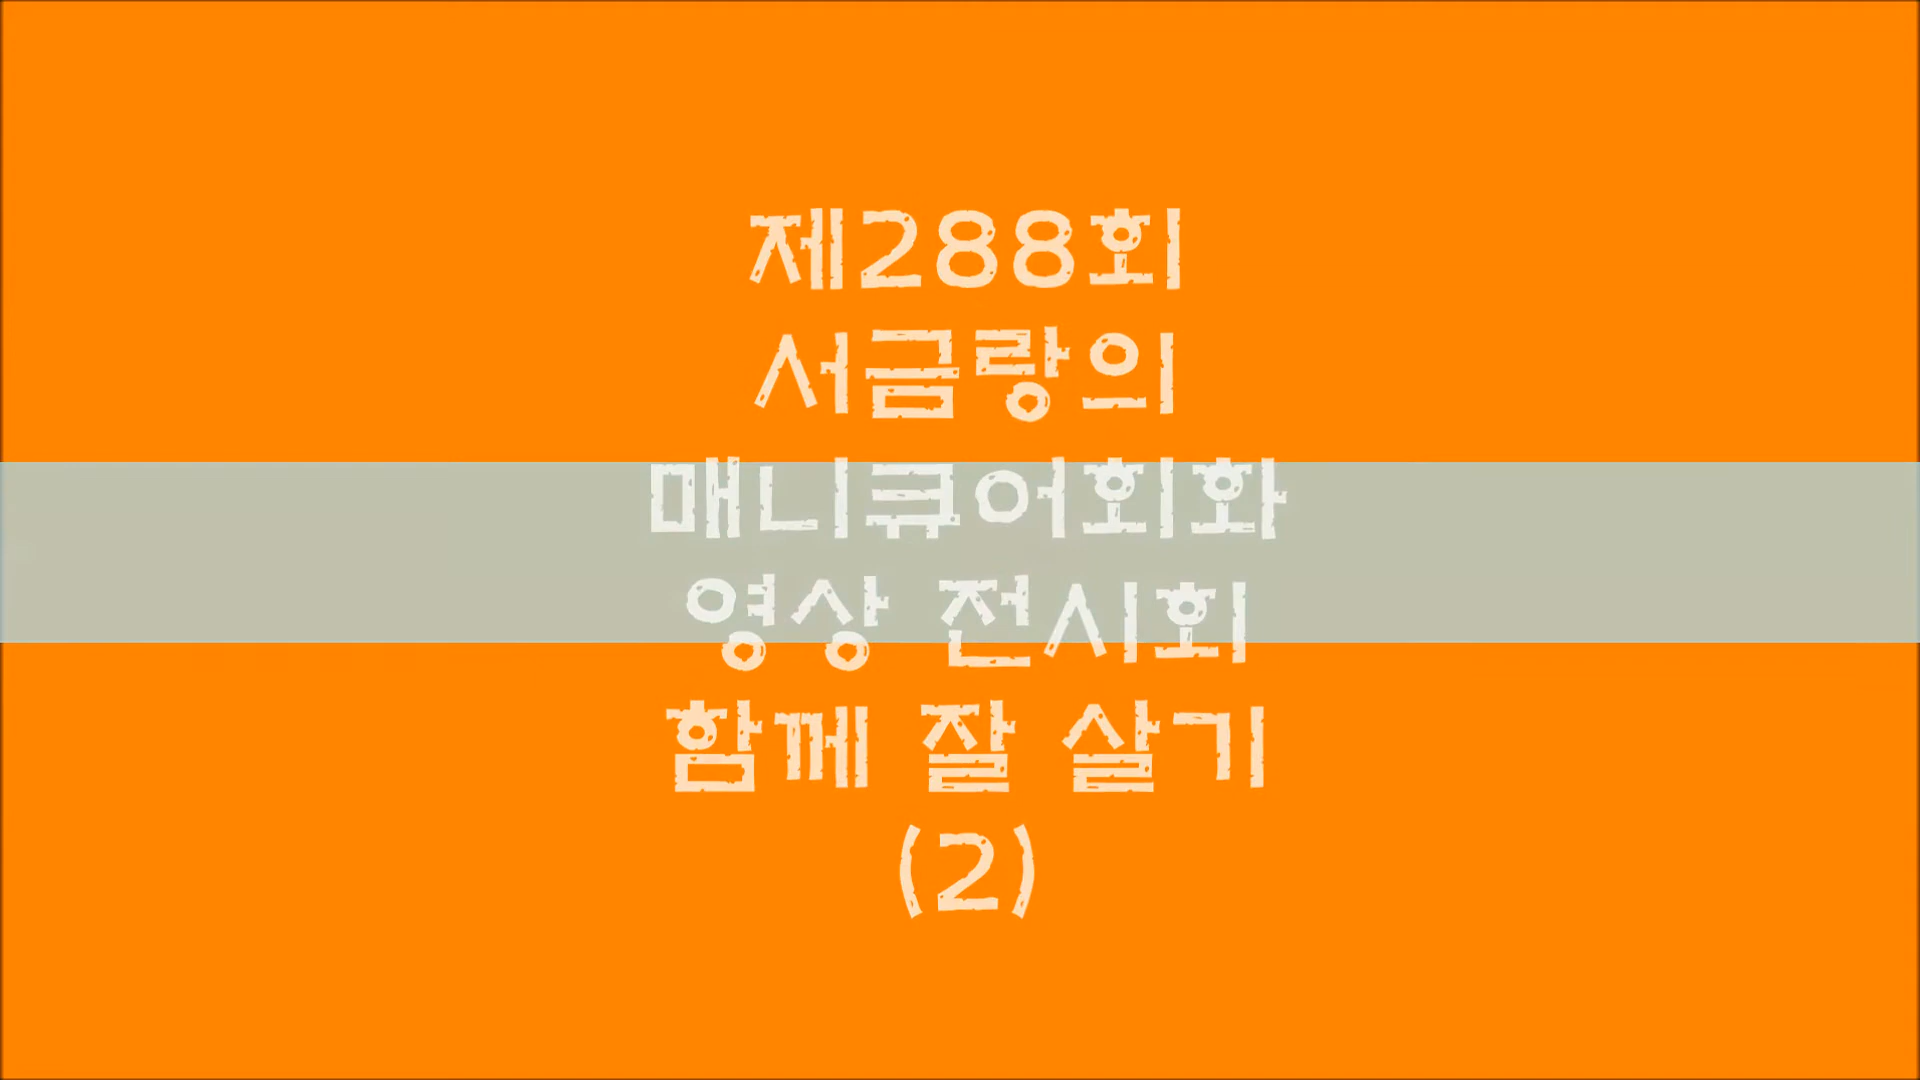 제288회
서금랑의
매니큐어회화
영상 전시회
함께 잘 살기
(2)